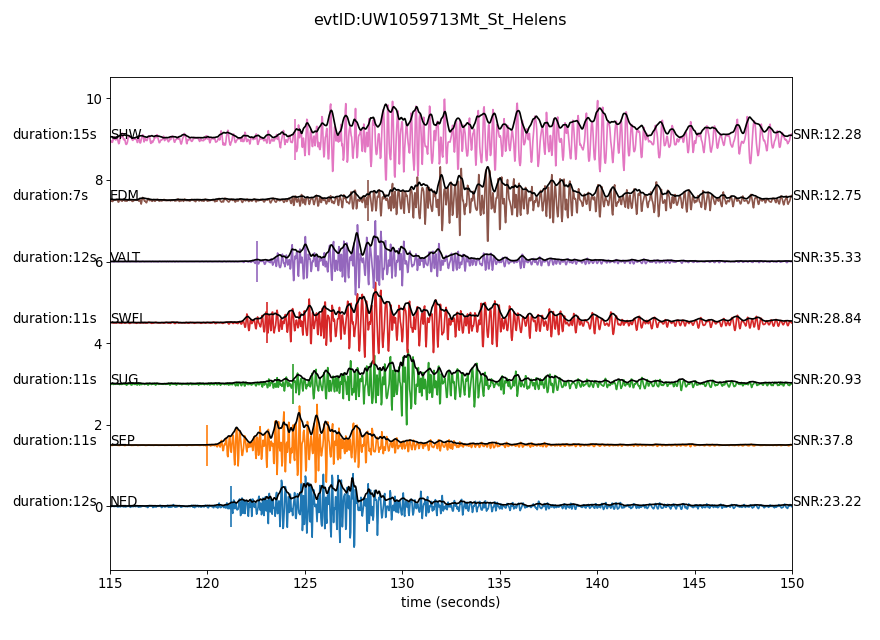 evtID:UW1059713Mt_St_Helens
10
duration:15s SHW SNR:12.28
8
duration:7s EDM SNR:12.75
duration:12s VALT SNR:35.33
6
duration:11s SWFL SNR:28.84
4
duration:11s SUG SNR:20.93
2
duration:11s SEP SNR:37.8
duration:12s NED SNR:23.22
0
115 120 125 130 135 140 145 150
time (seconds)